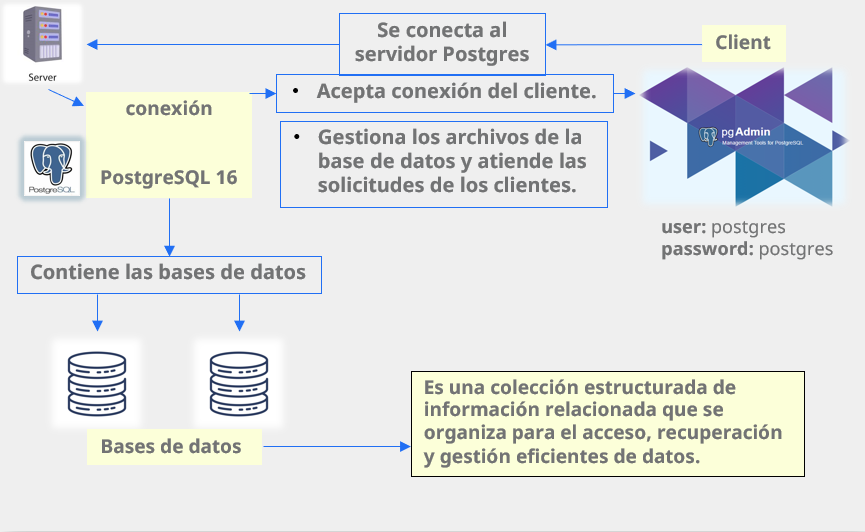 Se conecta al
servidor Postgres
Client
Server
conexión
PostgreSQL 16
PostgreSQL
• Acepta conexión del cliente.
• Gestiona los archivos de la
base de datos y atiende las
solicitudes de los clientes.
pgAdmin
Management Tools for PostgreSQL
user: postgres
password: postgres
Contiene las bases de datos
Bases de datos
Es una colección estructurada de
información relacionada que se
organiza para el acceso, recuperación
y gestión eficientes de datos.